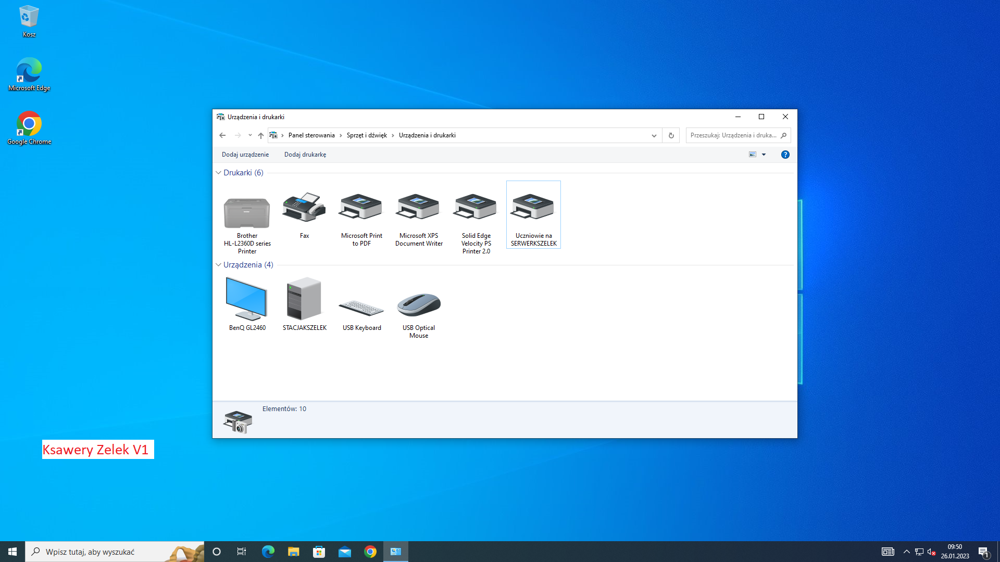 Kosz
Microsoft Edge
Google Chrome
Urządzenia i drukarki
Panel sterowania
Sprzęt i dźwięk
Urządzenia i drukarki
Przeszukaj: Urządzenia i druka...
Dodaj urządzenie
Dodaj drukarkę
Drukarki (6)
Brother
HL-L2360D series
Printer
Fax
Microsoft Print
to PDF
Microsoft XPS
Document Writer
Solid Edge
Velocity PS
Printer 2.0
Uczniowie na
SERWERKSZELEK
Urządzenia (4)
BenQ GL2460
STACJAKSZELEK
USB Keyboard
USB Optical
Mouse
Elementów: 10
Ksawery Zelek V1
Wpisz tutaj, aby wyszukać
09:50
26.01.2023
1